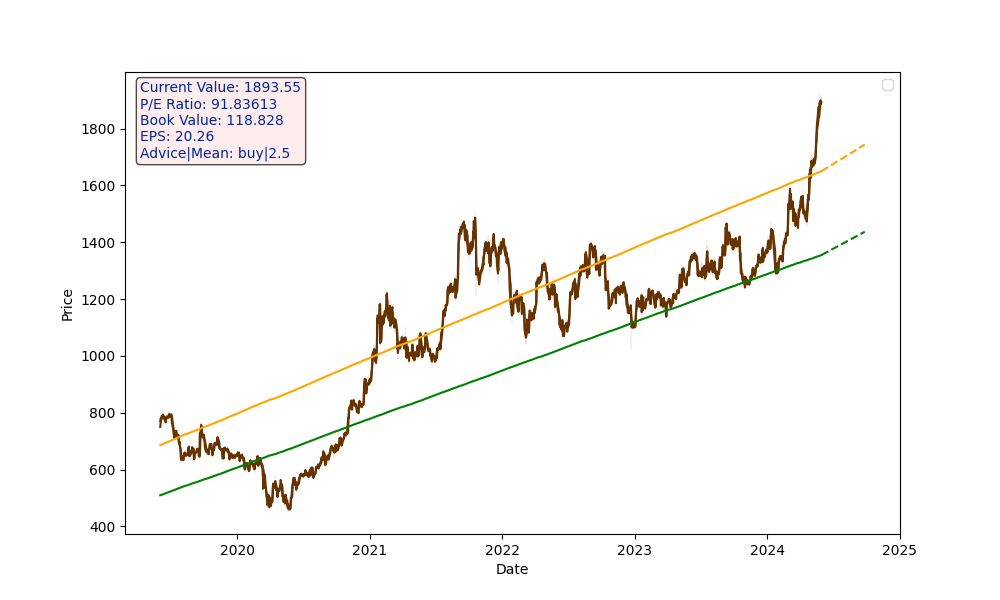 Current Value: 1893.55
P/E Ratio: 91.83613
Book Value: 118.828
EPS: 20.26
Advice|Mean: buy|2.5
1800
1600
1400
1200
1000
800
600
400
Price
2020 2021 2022 2023 2024 2025
Date